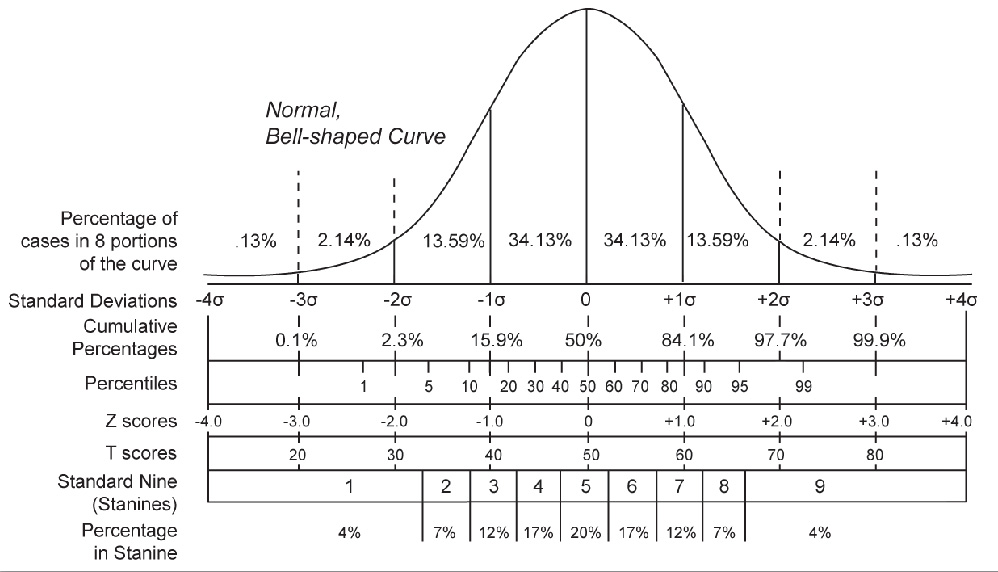 Normal,
Bell-shaped Curve
Percentage of
cases in 8 portions
of the curve
.13% 2.14% 13.59% 34.13% 34.13% 13.59% 2.14% .13%
Standard Deviations -4σ -3σ -2σ -1σ 0 +1σ +2σ +3σ +4σ
Cumulative
Percentages
0.1% 2.3% 15.9% 50% 84.1% 97.7% 99.9%
Percentiles 1 5 10 20 30 40 50 60 70 80 90 95 99
Z scores -4.0 -3.0 -2.0 -1.0 0 +1.0 +2.0 +3.0 +4.0
T scores 20 30 40 50 60 70 80
Standard Nine
(Stanines)
1 2 3 4 5 6 7 8 9
Percentage
in Stanine
4% 7% 12% 17% 20% 17% 12% 7% 4%